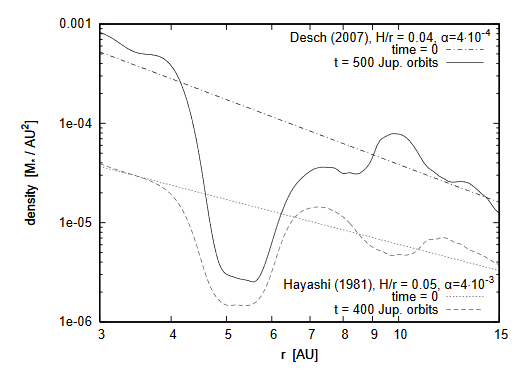 0.001
1e-04
1e-05
1e-06
density [M* / AU²]
Desch (2007), H/r = 0.04, α=4·10⁻⁴
time = 0
t = 500 Jup. orbits
Hayashi (1981), H/r = 0.05, α=4·10⁻³
time = 0
t = 400 Jup. orbits
3 4 5 6 7 8 9 10 15
r [AU]